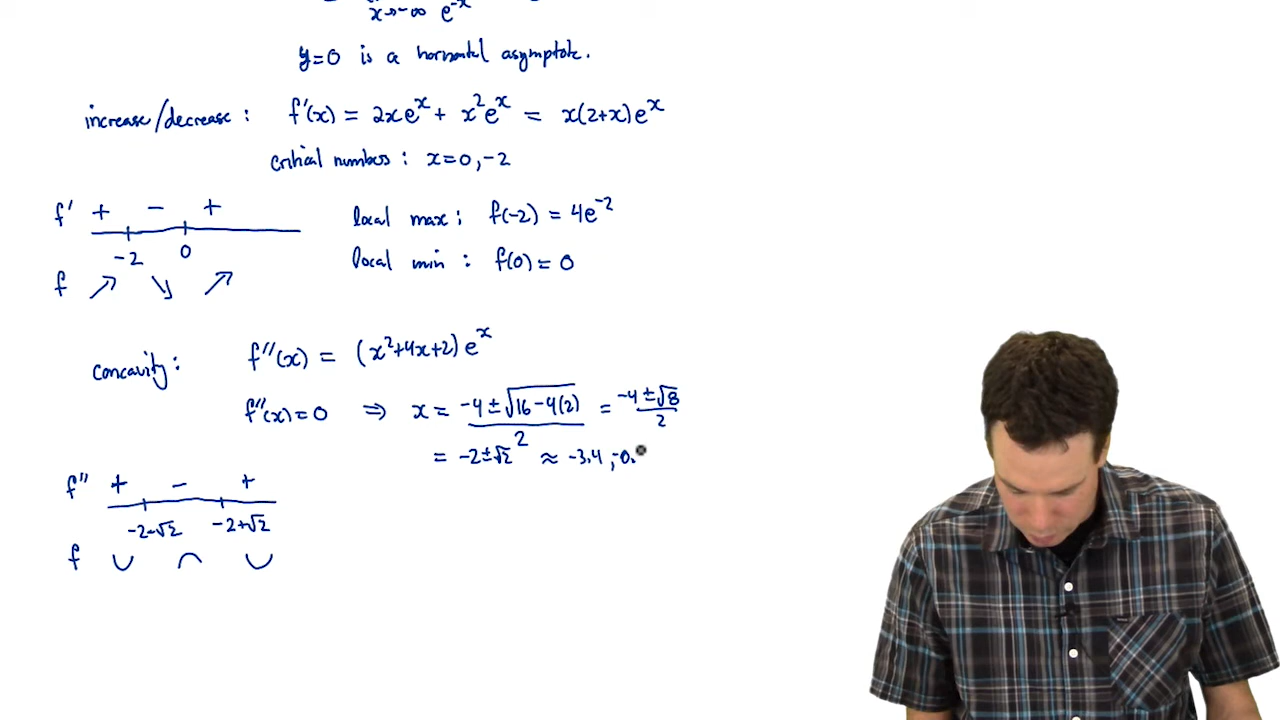 = x→-∞ e^-x
y=0 is a horizontal asymptote.
increase/decrease : f'(x) = 2xe^x + x²e^x = x(2+x)e^x
critical numbers : x=0,-2
f' + - +
-2 0
f ↗ ↘ ↗
local max : f(-2) = 4e^-2
local min : f(0) = 0
concavity : f''(x) = (x²+4x+2)e^x
f''(x)=0 ⇒ x = (-4±√(16-4(2)))/2 = (-4±√8)/2
= -2±√2 ≈ -3.4, -0.
f'' + - +
-2-√2 -2+√2
f ∪ ∩ ∪